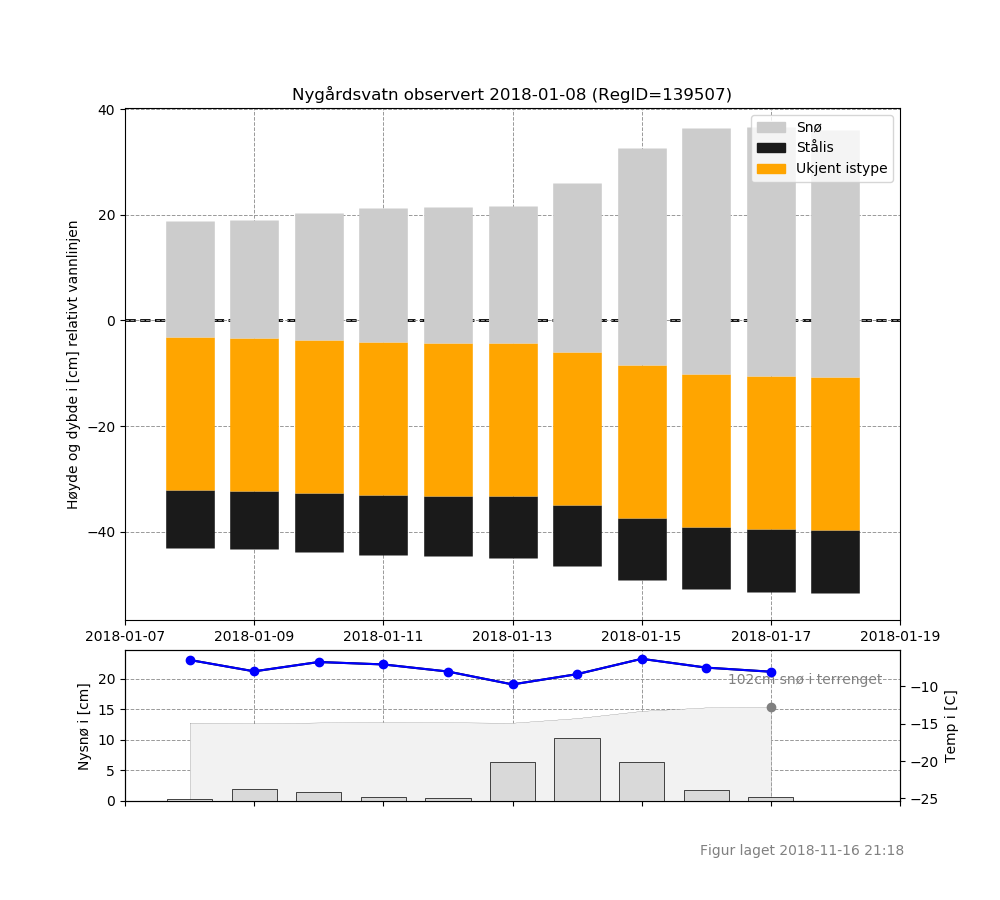 Nygårdsvatn observert 2018-01-08 (RegID=139507)
Høyde og dybde i [cm] relativt vannlinjen
40
20
0
−20
−40
Snø
Stålis
Ukjent istype
2018-01-07 2018-01-09 2018-01-11 2018-01-13 2018-01-15 2018-01-17 2018-01-19
Nysnø i [cm]
20
15
10
5
0
102cm snø i terrenget
−10
−15
−20
−25
Temp i [C]
Figur laget 2018-11-16 21:18